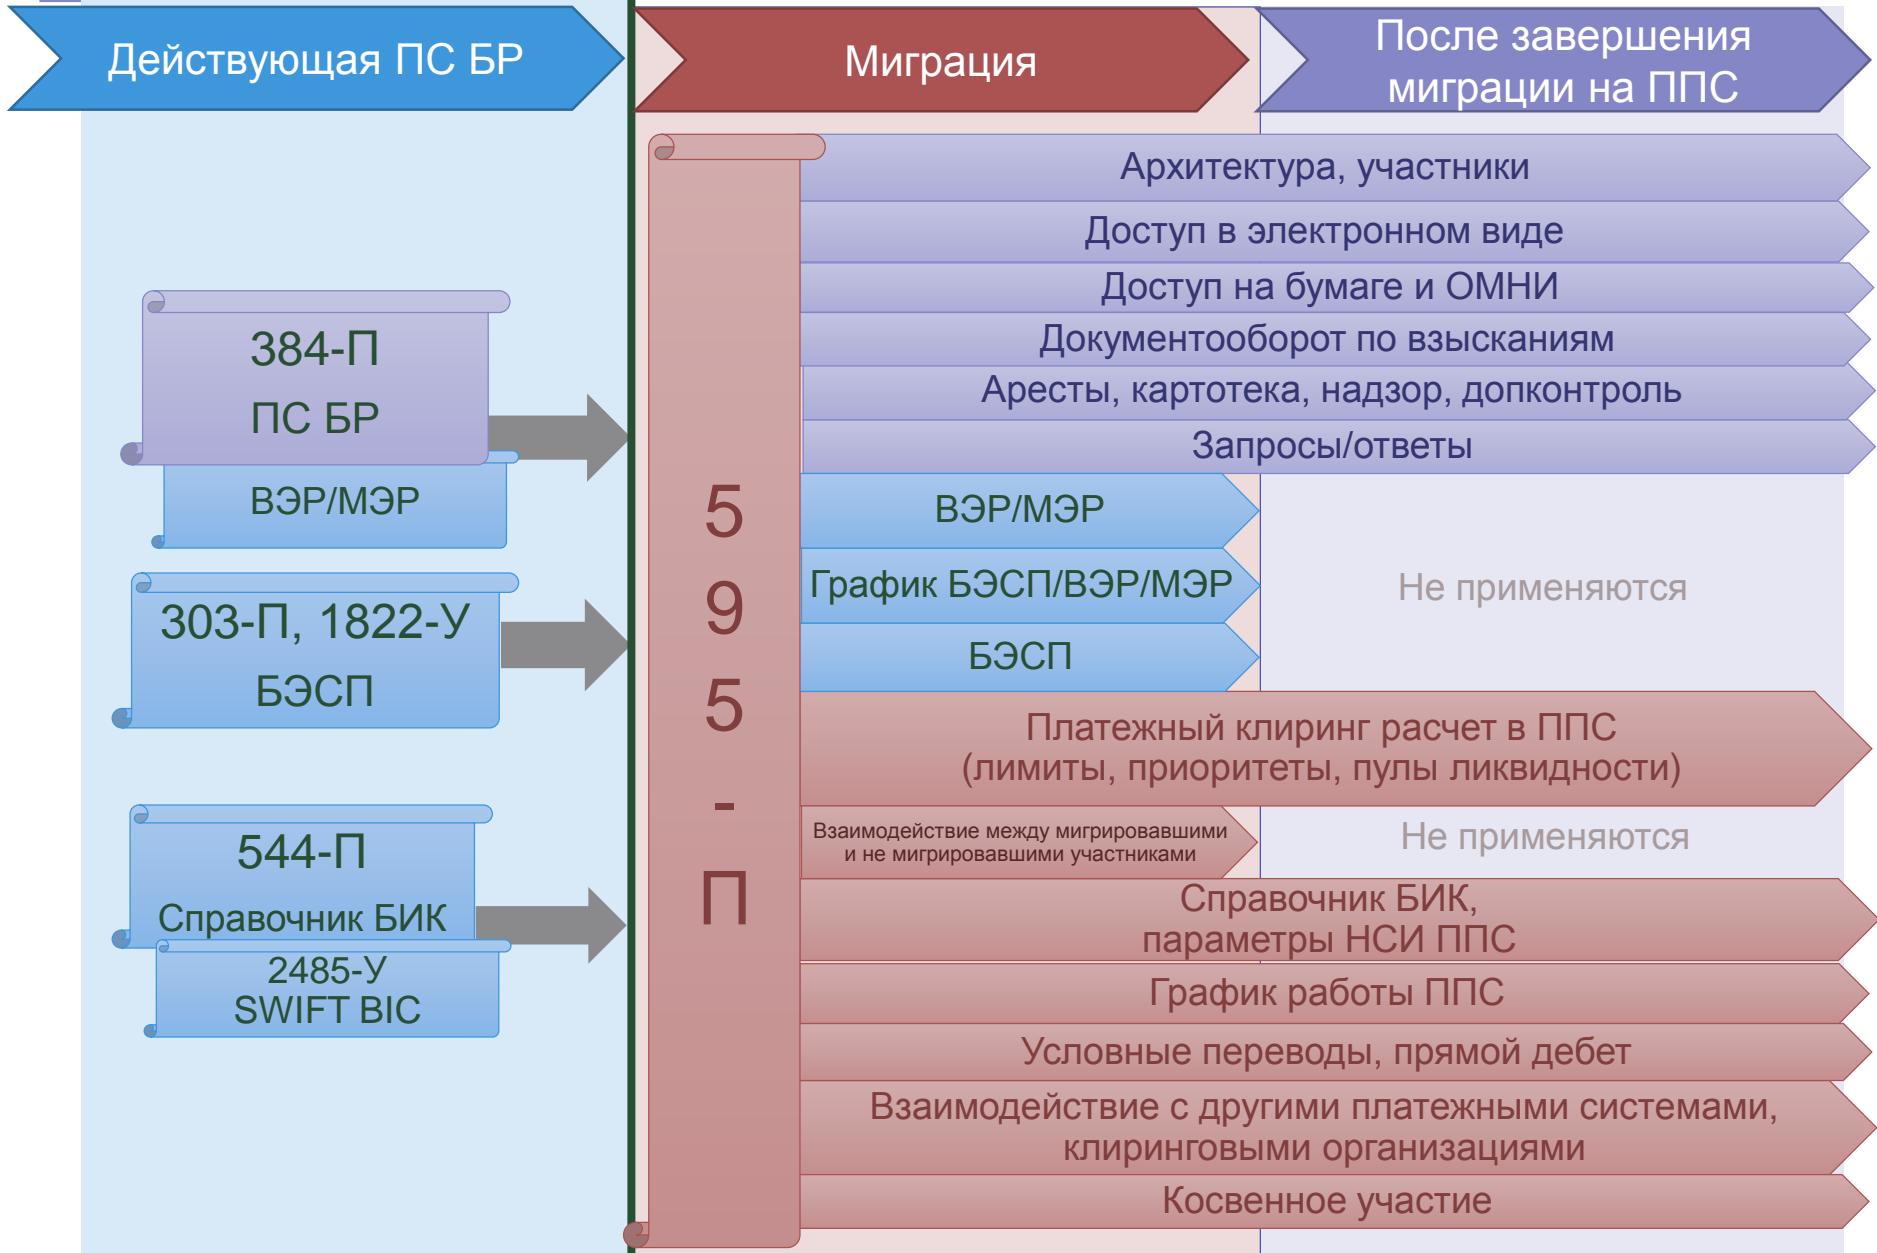 Действующая ПС БР
Миграция
После завершения
миграции на ППС
384-П
ПС БР
ВЭР/МЭР
303-П, 1822-У
БЭСП
544-П
Справочник БИК
2485-У
SWIFT BIC
5
9
5
-
П
Архитектура, участники
Доступ в электронном виде
Доступ на бумаге и ОМНИ
Документооборот по взысканиям
Аресты, картотека, надзор, допконтроль
Запросы/ответы
ВЭР/МЭР
График БЭСП/ВЭР/МЭР
БЭСП
Не применяются
Платежный клиринг расчет в ППС
(лимиты, приоритеты, пулы ликвидности)
Взаимодействие между мигрировавшими
и не мигрировавшими участниками
Не применяются
Справочник БИК,
параметры НСИ ППС
График работы ППС
Условные переводы, прямой дебет
Взаимодействие с другими платежными системами,
клиринговыми организациями
Косвенное участие